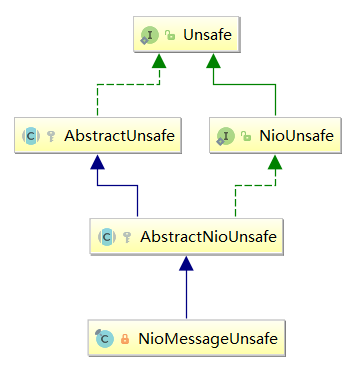 I Unsafe
C AbstractUnsafe
I NioUnsafe
C AbstractNioUnsafe
C NioMessageUnsafe